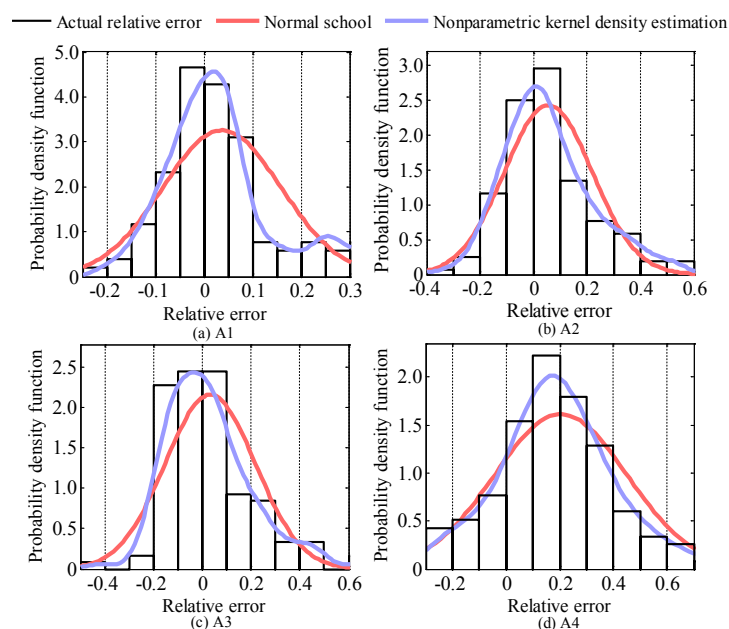 Actual relative error Normal school Nonparametric kernel density estimation
Probability density function
5.0
4.0
3.0
2.0
1.0
0
-0.2 -0.1 0 0.1 0.2 0.3
Relative error
(a) A1
Probability density function
3.0
2.5
2.0
1.5
1.0
0.5
0
-0.4 -0.2 0 0.2 0.4 0.6
Relative error
(b) A2
Probability density function
2.5
2.0
1.5
1.0
0.5
0
-0.4 -0.2 0 0.2 0.4 0.6
Relative error
(c) A3
Probability density function
2.0
1.5
1.0
0.5
0
-0.2 0 0.2 0.4 0.6
Relative error
(d) A4